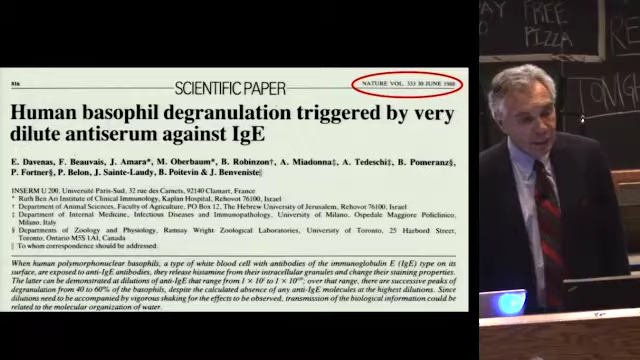 816
SCIENTIFIC PAPER
NATURE VOL. 333 30 JUNE 1988
Human basophil degranulation triggered by very
dilute antiserum against IgE
E. Davenas, F. Beauvais, J. Amara*, M. Oberbaum*, B. Robinzon†, A. Miadonna‡, A. Tedeschi‡, B. Pomeranz§,
P. Fortner§, P. Belon, J. Sainte-Laudy, B. Poitevin & J. Benveniste‖
INSERM U 200, Université Paris-Sud, 32 rue des Carnets, 92140 Clamart, France
* Ruth Ben Ari Institute of Clinical Immunology, Kaplan Hospital, Rehovot 76100, Israel
† Department of Animal Sciences, Faculty of Agriculture, PO Box 12, The Hebrew University of Jerusalem, Rehovot 76100, Israel
‡ Department of Internal Medicine, Infectious Diseases and Immunopathology, University of Milano, Ospedale Maggiore Policlinico,
Milano, Italy
§ Departments of Zoology and Physiology, Ramsay Wright Zoological Laboratories, University of Toronto, 25 Harbord Street,
Toronto, Ontario M5S 1A1, Canada
‖ To whom correspondence should be addressed.
When human polymorphonuclear basophils, a type of white blood cell with antibodies of the immunoglobulin E (IgE) type on its
surface, are exposed to anti-IgE antibodies, they release histamine from their intracellular granules and change their staining properties.
The latter can be demonstrated at dilutions of anti-IgE that range from 1 × to 1 × ; over that range, there are successive peaks of
degranulation from 40 to 60% of the basophils, despite the calculated absence of any anti-IgE molecules at the highest dilutions. Since
dilutions need to be accompanied by vigorous shaking for the effects to be observed, transmission of the biological information could be
related to the molecular organization of water.
AY FREE
PIZZA
RE
TONIGHT